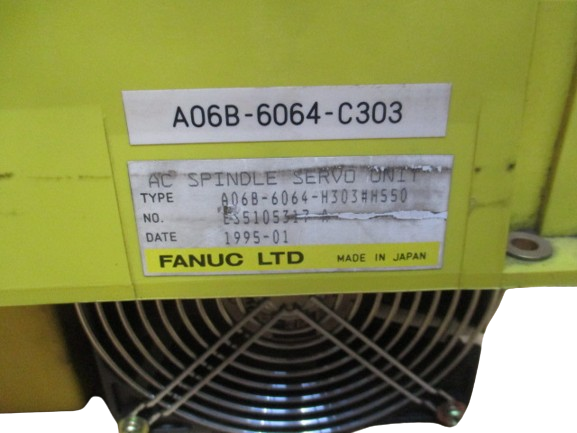 A06B-6064-C303
AC SPINDLE SERVO UNIT
TYPE A06B-6064-H303#H550
NO.
DATE 1995-01
FANUC LTD MADE IN JAPAN